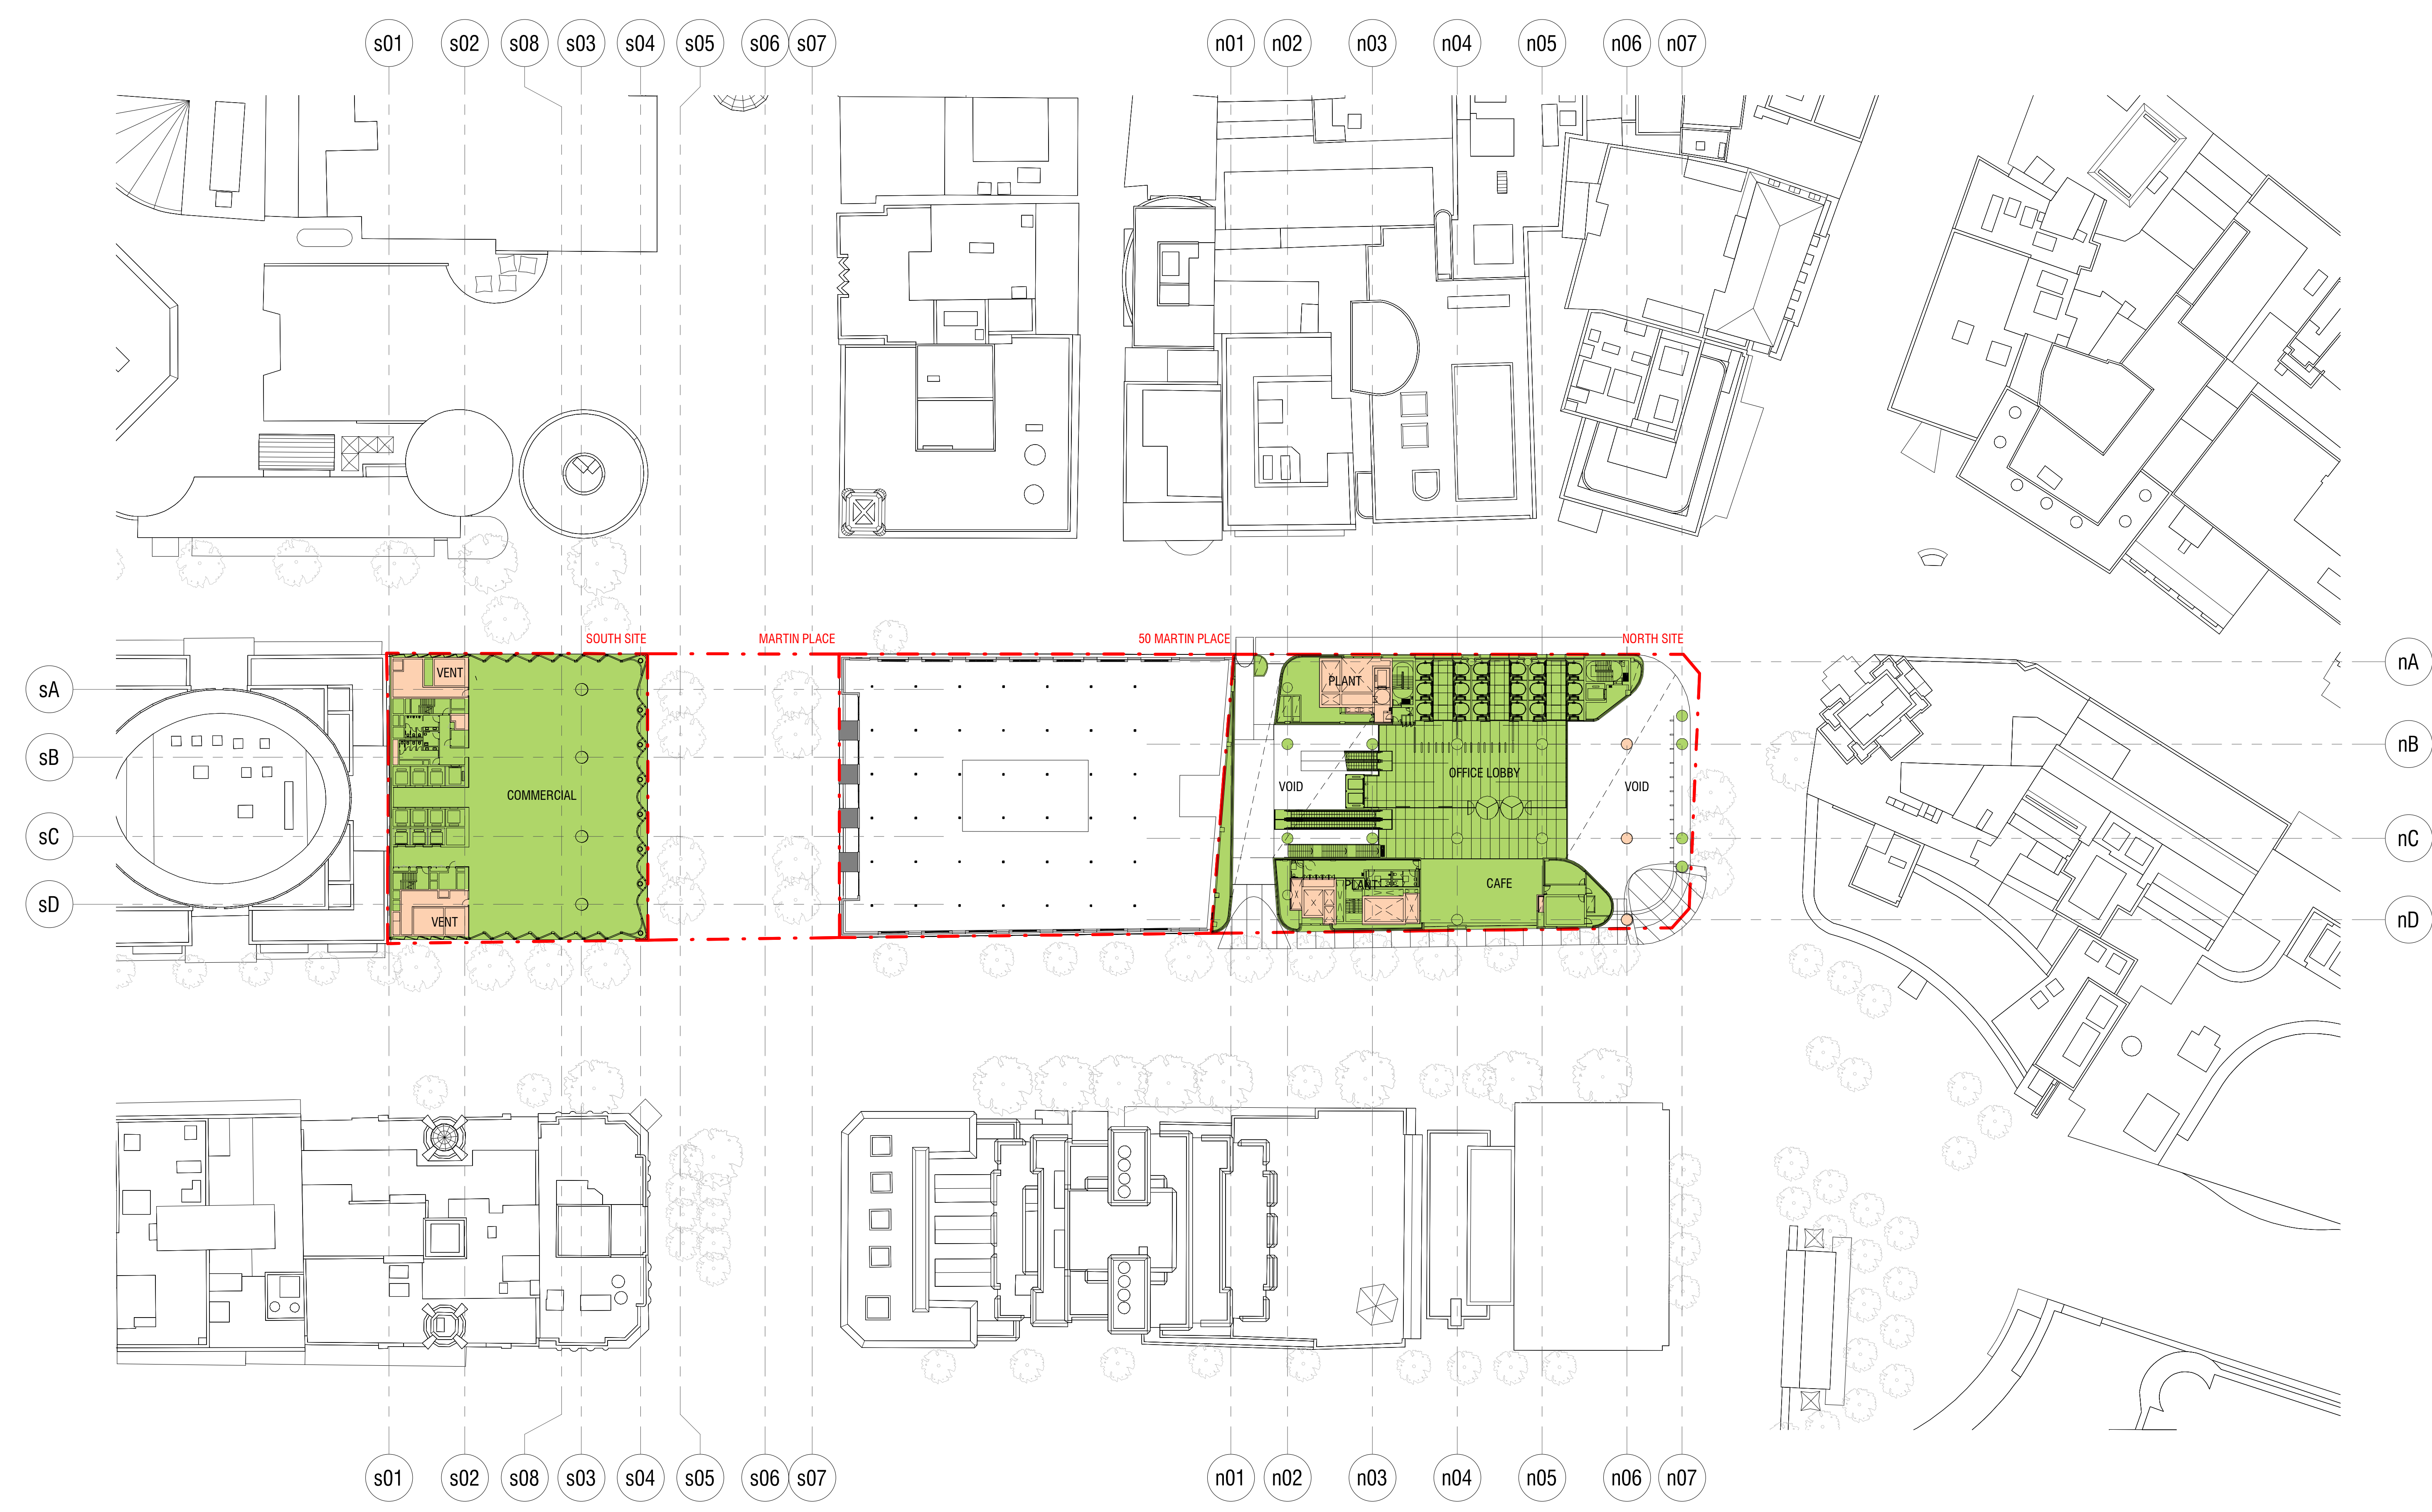 s01 s02 s08 s03 s04 s05 s06 s07 n01 n02 n03 n04 n05 n06 n07
SOUTH SITE MARTIN PLACE 50 MARTIN PLACE NORTH SITE
sA nA
VENT PLANT
sB nB
COMMERCIAL VOID OFFICE LOBBY VOID
sC nC
CAFE
PLANT
sD nD
VENT
s01 s02 s08 s03 s04 s05 s06 s07 n01 n02 n03 n04 n05 n06 n07